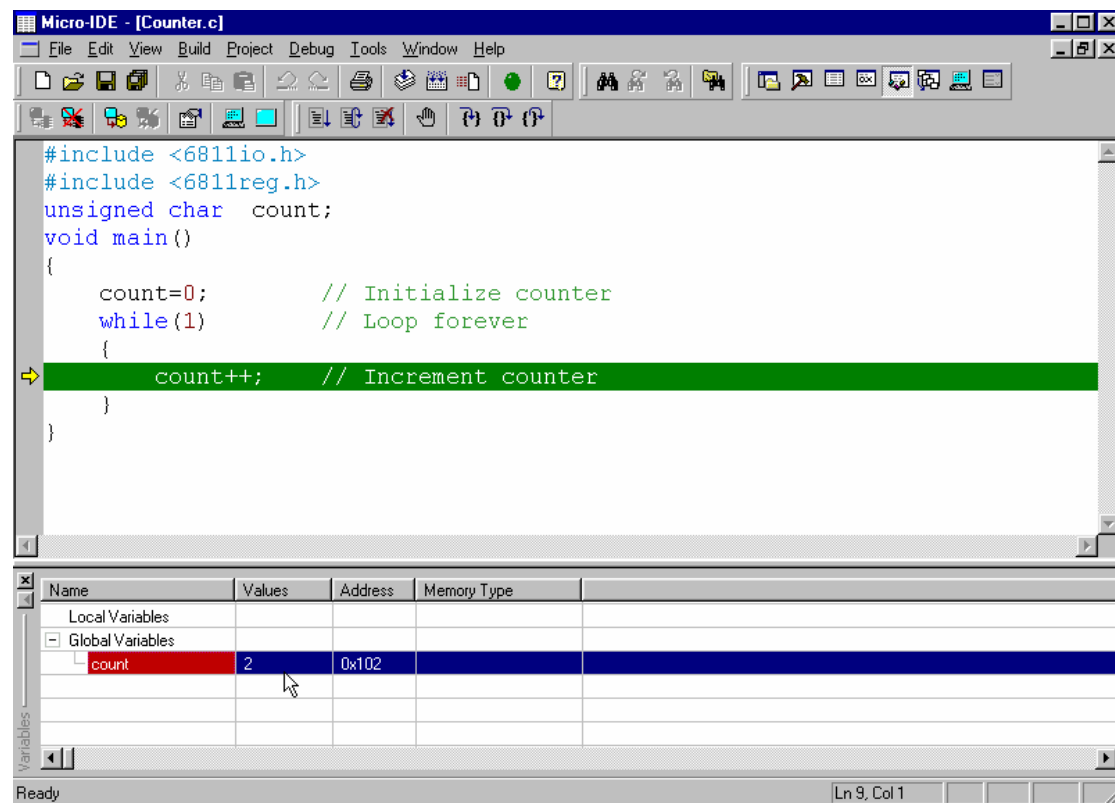 Micro-IDE - [Counter.c]
File Edit View Build Project Debug Tools Window Help
#include <6811io.h>
#include <6811reg.h>
unsigned char  count;
void main()
{
    count=0;        // Initialize counter
    while(1)        // Loop forever
    {
        count++;    // Increment counter
    }
}
Name Values Address Memory Type
Local Variables
Global Variables
count 2 0x102
Variables
Ready Ln 9, Col 1